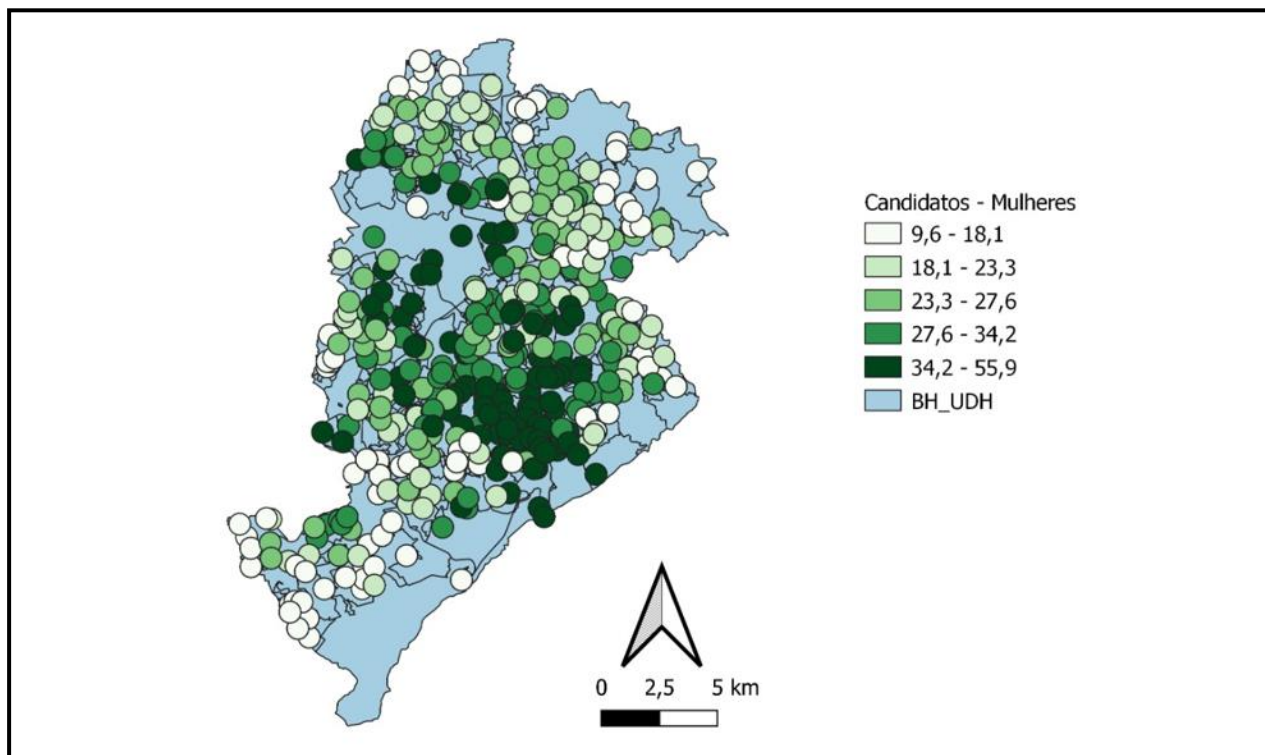 Candidatos - Mulheres
9,6 - 18,1
18,1 - 23,3
23,3 - 27,6
27,6 - 34,2
34,2 - 55,9
BH_UDH
0 2,5 5 km